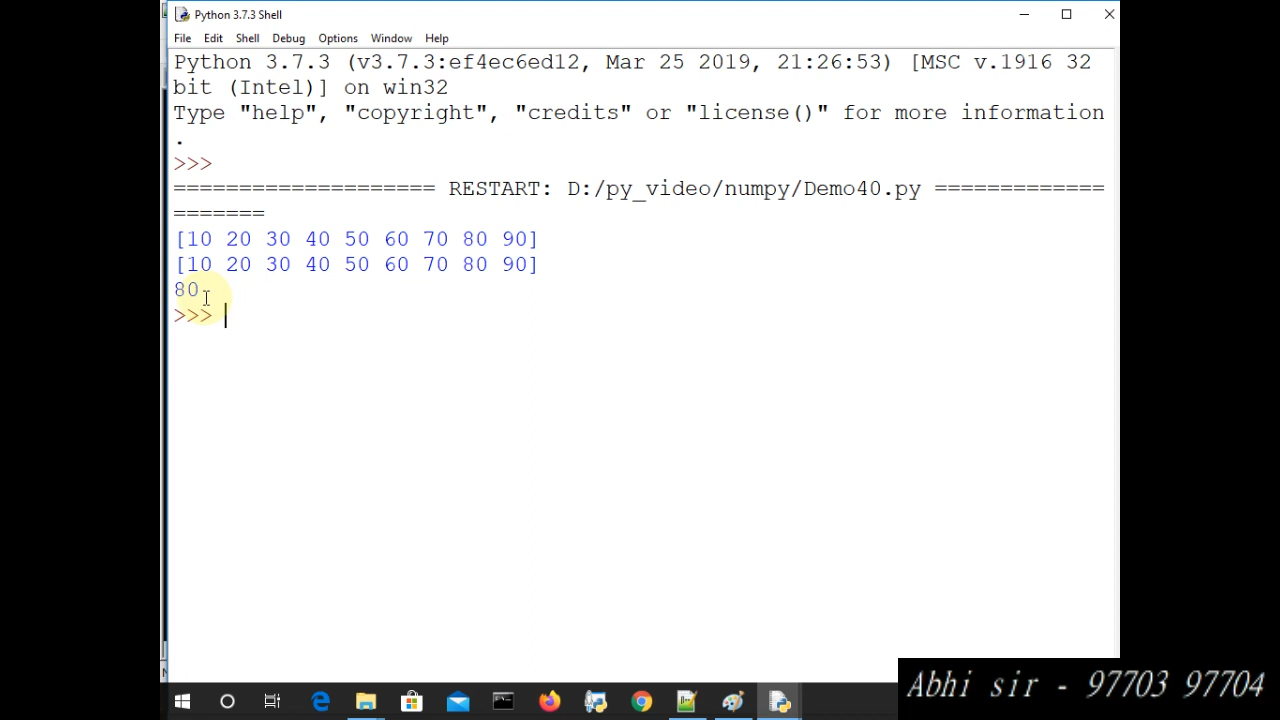 Python 3.7.3 Shell
File Edit Shell Debug Options Window Help
Python 3.7.3 (v3.7.3:ef4ec6ed12, Mar 25 2019, 21:26:53) [MSC v.1916 32
bit (Intel)] on win32
Type "help", "copyright", "credits" or "license()" for more information
.
>>>
==================== RESTART: D:/py_video/numpy/Demo40.py =============
=======
[10 20 30 40 50 60 70 80 90]
[10 20 30 40 50 60 70 80 90]
80
>>>
Abhi sir - 97703 97704